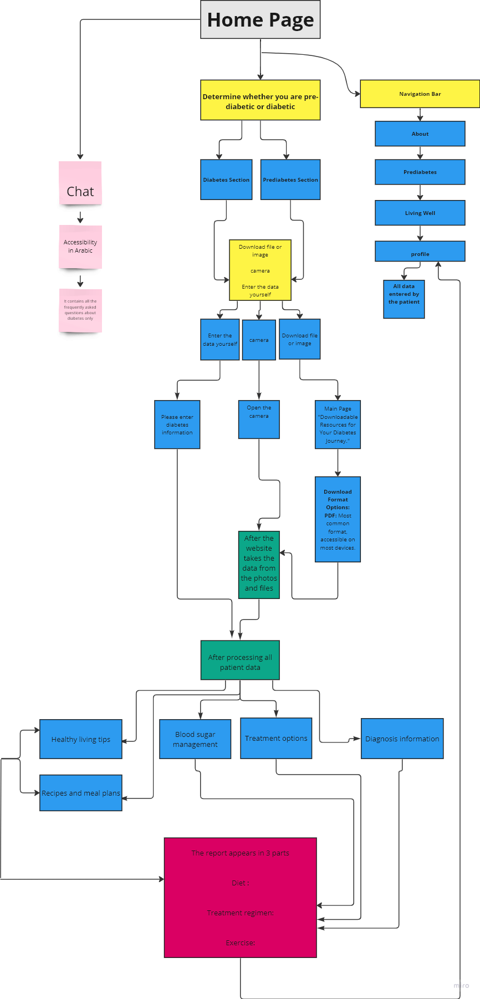 Home Page
Determine whether you are pre-
diabetic or diabetic
Navigation Bar
About
Diabetes Section
Prediabetes Section
Prediabetes
Chat
Living Well
Accessibility
in Arabic
Download file or
image
camera
Enter the data
yourself
profile
All data
entered by
the patient
It contains all the
frequently asked
questions about
diabetes only
Enter the
data yourself
camera
Download file
or image
Please enter
diabetes
information
Open the
camera
Main Page
"Downloadable
Resources for
Your Diabetes
Journey."
Download
Format
Options:
PDF: Most
common
format,
accessible on
most devices.
After the
website
takes the
data from
the photos
and files
After processing all
patient data
Healthy living tips
Blood sugar
management
Treatment options
Diagnosis information
Recipes and meal plans
The report appears in 3 parts
Diet :
Treatment regimen:
Exercise:
miro